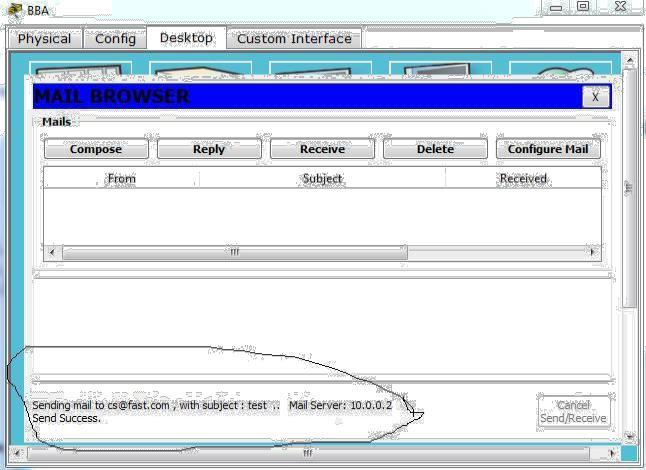 BBA
Physical Config Desktop Custom Interface
MAIL BROWSER X
Mails
Compose Reply Receive Delete Configure Mail
From Subject Received
Sending mail to cs@fast.com , with subject : test .. Mail Server: 10.0.0.2
Send Success.
Cancel
Send/Receive